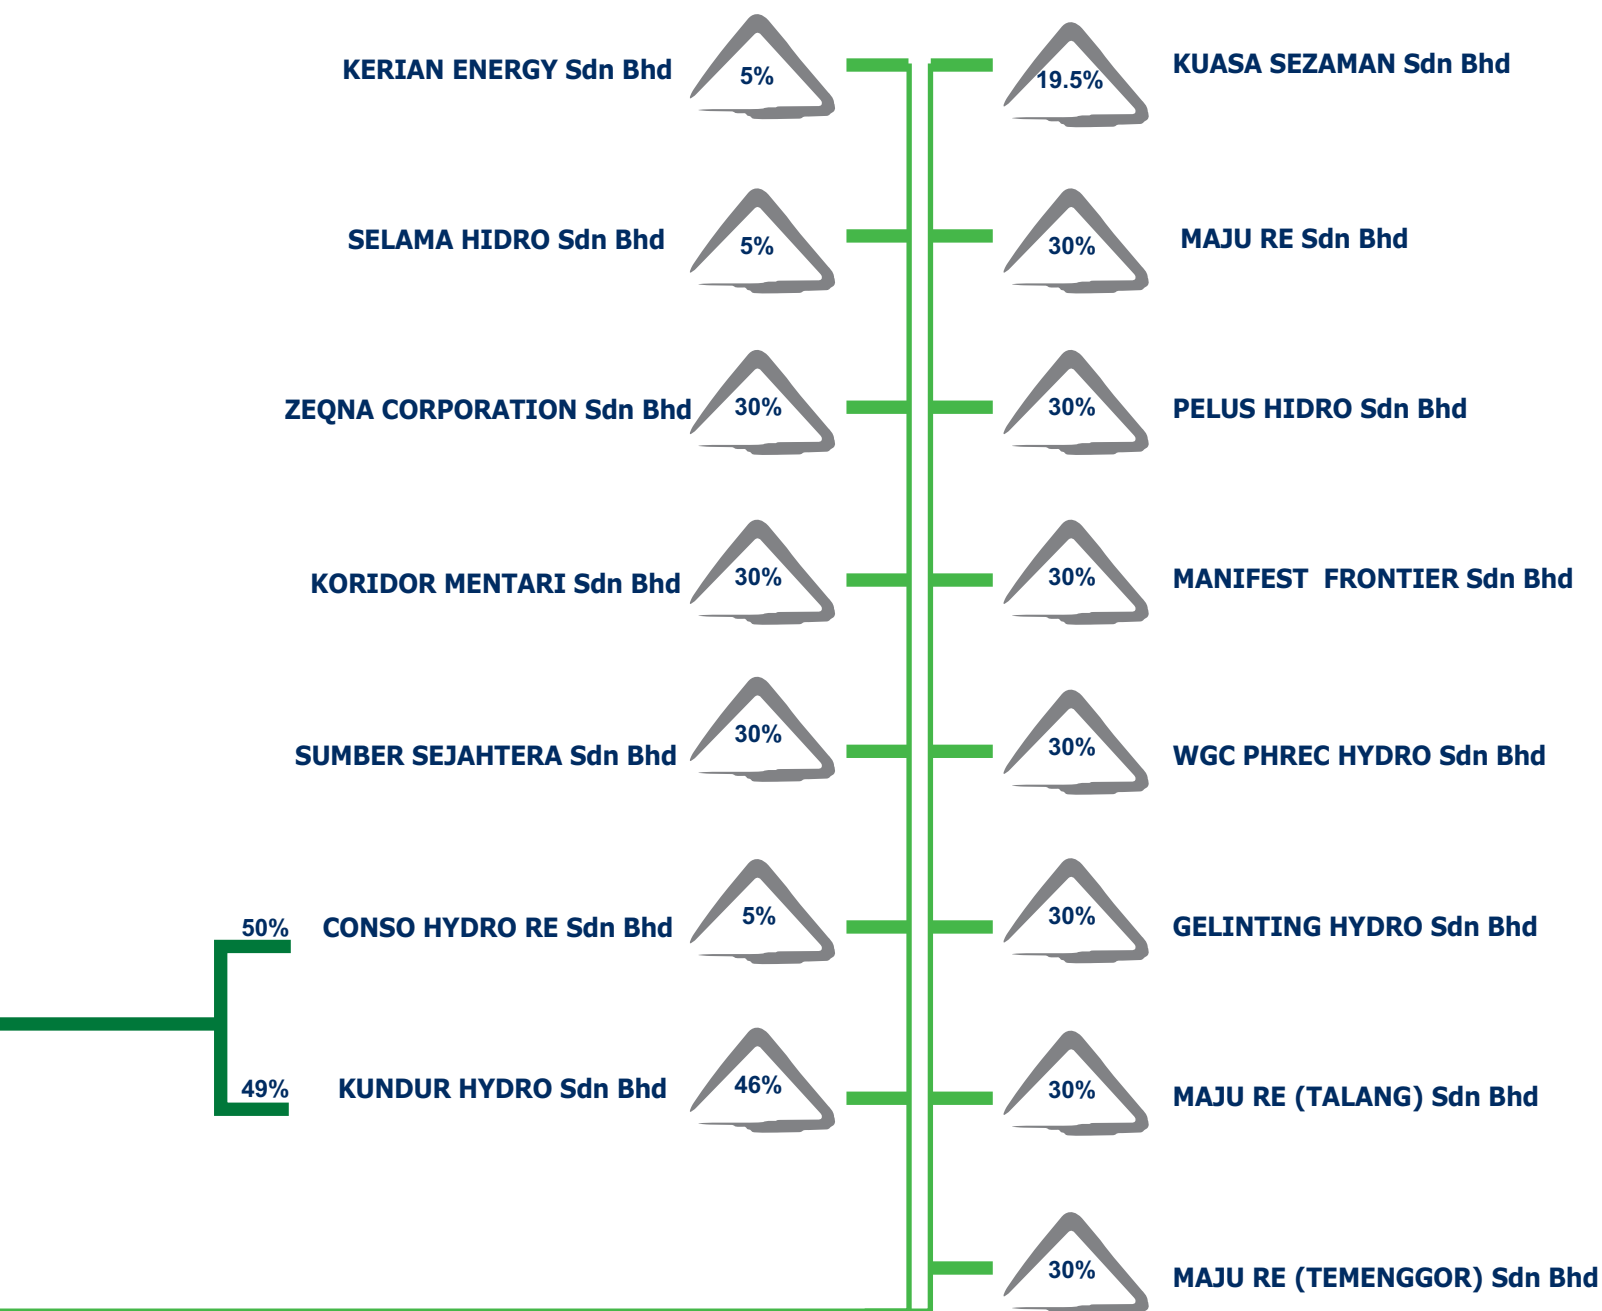 KERIAN ENERGY Sdn Bhd 5% 19.5% KUASA SEZAMAN Sdn Bhd
SELAMA HIDRO Sdn Bhd 5% 30% MAJU RE Sdn Bhd
ZEQNA CORPORATION Sdn Bhd 30% 30% PELUS HIDRO Sdn Bhd
KORIDOR MENTARI Sdn Bhd 30% 30% MANIFEST FRONTIER Sdn Bhd
SUMBER SEJAHTERA Sdn Bhd 30% 30% WGC PHREC HYDRO Sdn Bhd
50% CONSO HYDRO RE Sdn Bhd 5% 30% GELINTING HYDRO Sdn Bhd
49% KUNDUR HYDRO Sdn Bhd 46% 30% MAJU RE (TALANG) Sdn Bhd
30% MAJU RE (TEMENGGOR) Sdn Bhd